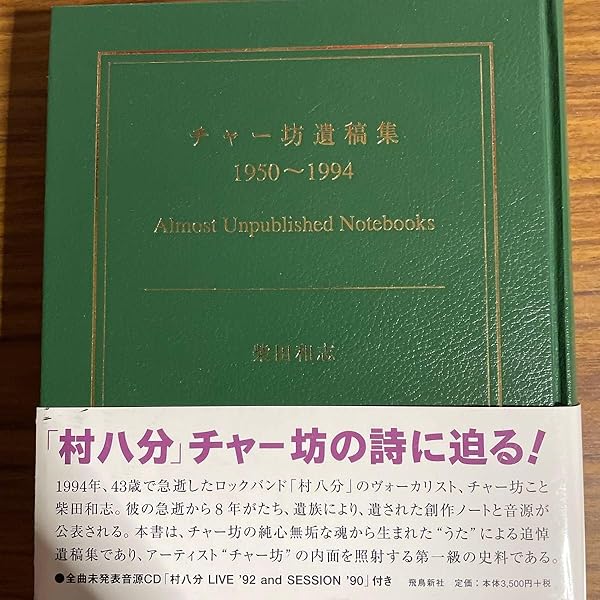 チャー坊遺稿集
1950〜1994
Almost Unpublished Notebooks
柴田和志
「村八分」チャー坊の詩に迫る!
1994年、43歳で急逝したロックバンド「村八分」のヴォーカリスト、チャー坊こと
柴田和志。彼の急逝から8年がたち、遺族により、遺された創作ノートと音源が
公表される。本書は、チャー坊の純心無垢な魂から生まれた“うた”による追悼
遺稿集であり、アーティスト“チャー坊”の内面を照射する第一級の史料である。
●全曲未発表音源CD「村八分 LIVE '92 and SESSION '90」付き 飛鳥新社 定価:本体3,500円+税